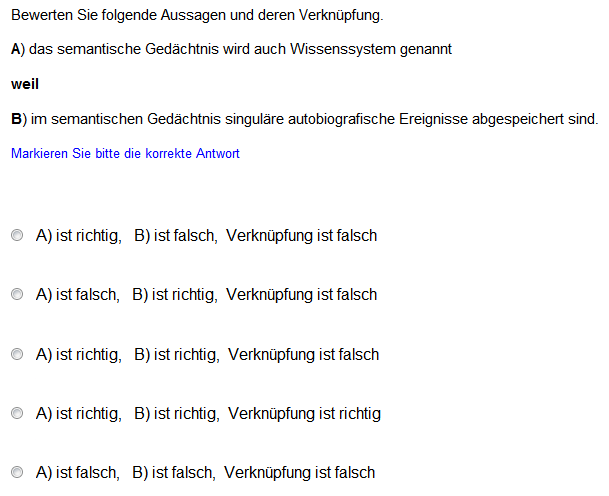 Bewerten Sie folgende Aussagen und deren Verknüpfung.
A) das semantische Gedächtnis wird auch Wissenssystem genannt
weil
B) im semantischen Gedächtnis singuläre autobiografische Ereignisse abgespeichert sind.
Markieren Sie bitte die korrekte Antwort
A) ist richtig, B) ist falsch, Verknüpfung ist falsch
A) ist falsch, B) ist richtig, Verknüpfung ist falsch
A) ist richtig, B) ist richtig, Verknüpfung ist falsch
A) ist richtig, B) ist richtig, Verknüpfung ist richtig
A) ist falsch, B) ist falsch, Verknüpfung ist falsch